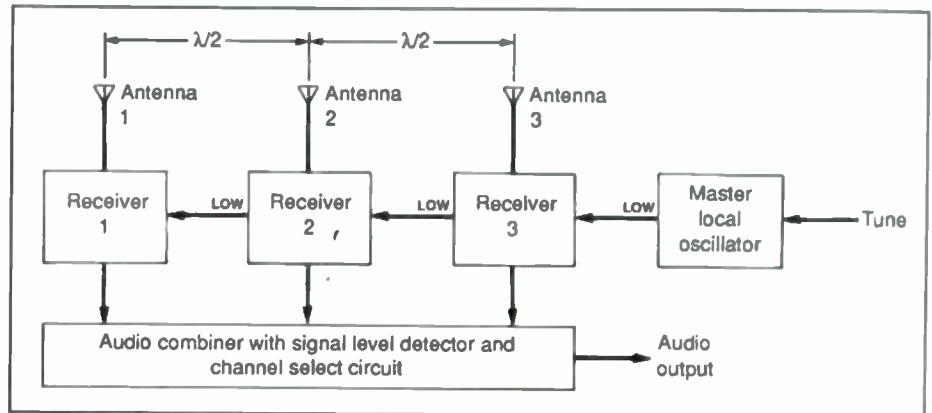 λ/2
λ/2
Antenna
1
Antenna
2
Antenna
3
Receiver
1
LOW
Receiver
2
LOW
Receiver
3
LOW
Master
local
oscillator
Tune
Audio combiner with signal level detector and
channel select circuit
Audio
output